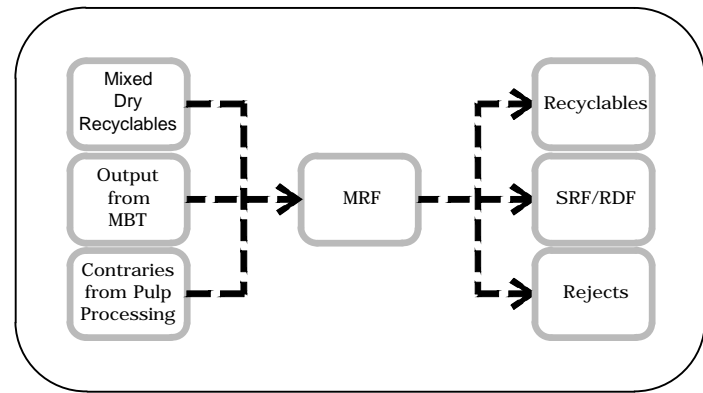 Mixed
Dry
Recyclables
Output
from
MBT
Contraries
from Pulp
Processing
MRF
Recyclables
SRF/RDF
Rejects